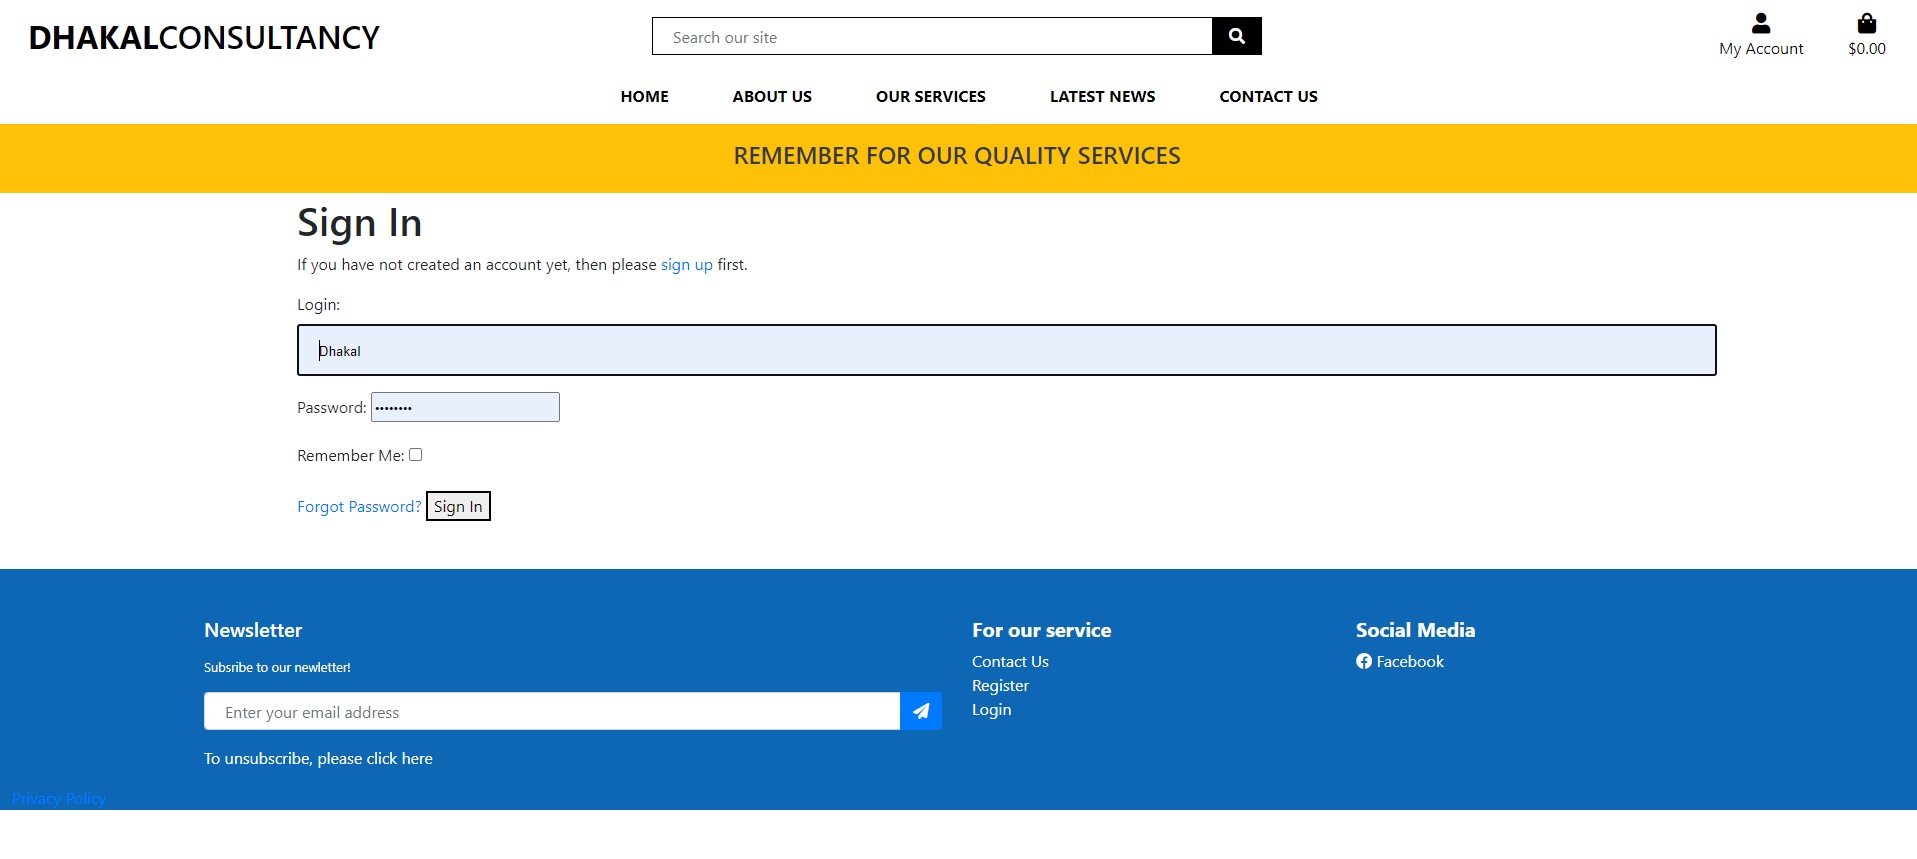 DHAKALCONSULTANCY
Search our site
My Account
$0.00
HOME ABOUT US OUR SERVICES LATEST NEWS CONTACT US
REMEMBER FOR OUR QUALITY SERVICES
Sign In
If you have not created an account yet, then please sign up first.
Login:
Dhakal
Password: ••••••••
Remember Me:
Forgot Password? Sign In
Newsletter
Subsribe to our newletter!
Enter your email address
To unsubscribe, please click here
For our service
Contact Us
Register
Login
Social Media
Facebook
Privacy Policy